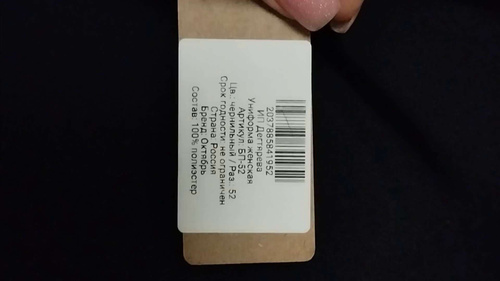 2037885841952
ИП Дегтярева
Униформа женская
Артикул: БП-52
Цв.: чернильный / Раз.: 52
Срок годности: не ограничен
Страна: Россия
Бренд: Октябрь
Состав: 100% полиэстер